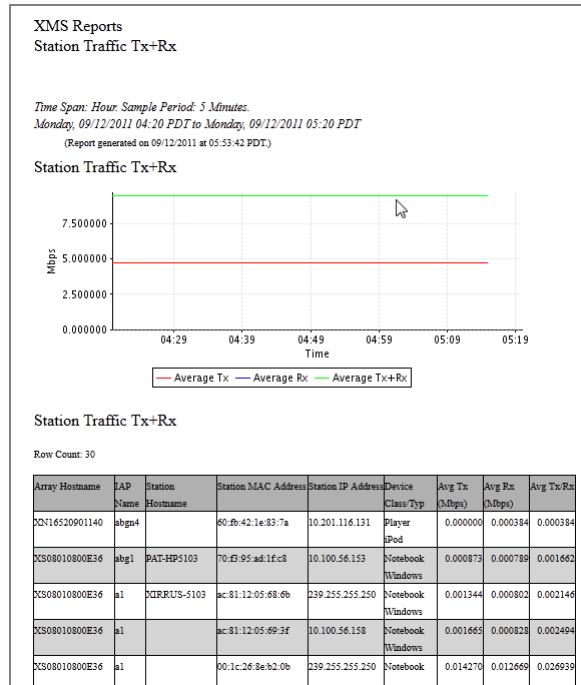 XMS Reports
Station Traffic Tx+Rx
Time Span: Hour. Sample Period: 5 Minutes.
Monday, 09/12/2011 04:20 PDT to Monday, 09/12/2011 05:20 PDT
(Report generated on 09/12/2011 at 05:53:42 PDT.)
Station Traffic Tx+Rx
7.500000
5.000000
2.500000
0.000000
Mbps
04:29 04:39 04:49 04:59 05:09 05:19
Time
Average Tx Average Rx Average Tx+Rx
Station Traffic Tx+Rx
Row Count: 30
Array Hostname IAP Name Station Hostname Station MAC Address Station IP Address Device Class/Typ Avg Tx (Mbps) Avg Rx (Mbps) Avg Tx/Rx
XN16520901140 abgn4 60:fb:42:1e:83:7a 10.201.116.131 Player iPod 0.000000 0.000384 0.000384
XS08010800E36 abg1 PAT-HP5103 70:f3:95:ad:1f:c8 10.100.56.153 Notebook Windows 0.000873 0.000789 0.001662
XS08010800E36 a1 XIRRUS-5103 ac:81:12:05:68:6b 239.255.255.250 Notebook Windows 0.001344 0.000802 0.002146
XS08010800E36 a1 ac:81:12:05:69:3f 10.100.56.158 Notebook Windows 0.001665 0.000828 0.002494
XS08010800E36 a1 00:1c:26:8e:b2:0b 239.255.255.250 Notebook 0.014270 0.012669 0.026939